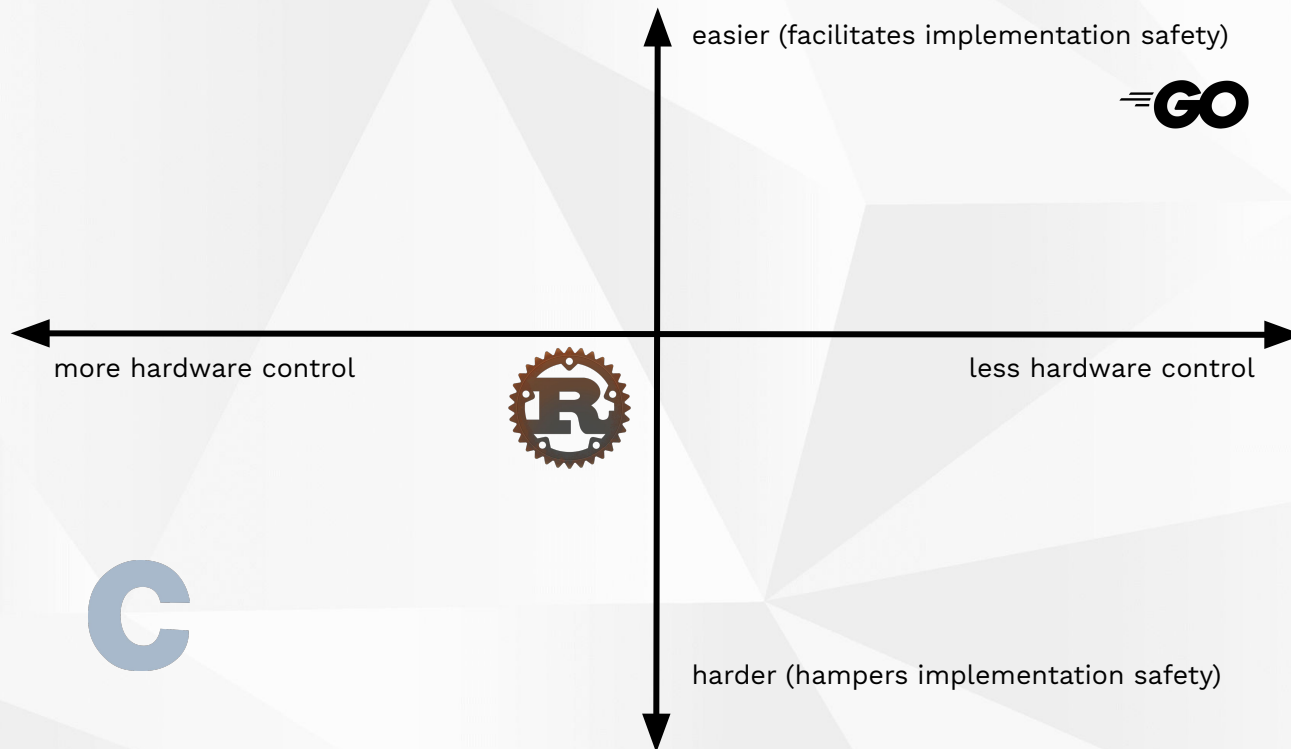 easier (facilitates implementation safety)
GO
more hardware control
less hardware control
R
C
harder (hampers implementation safety)